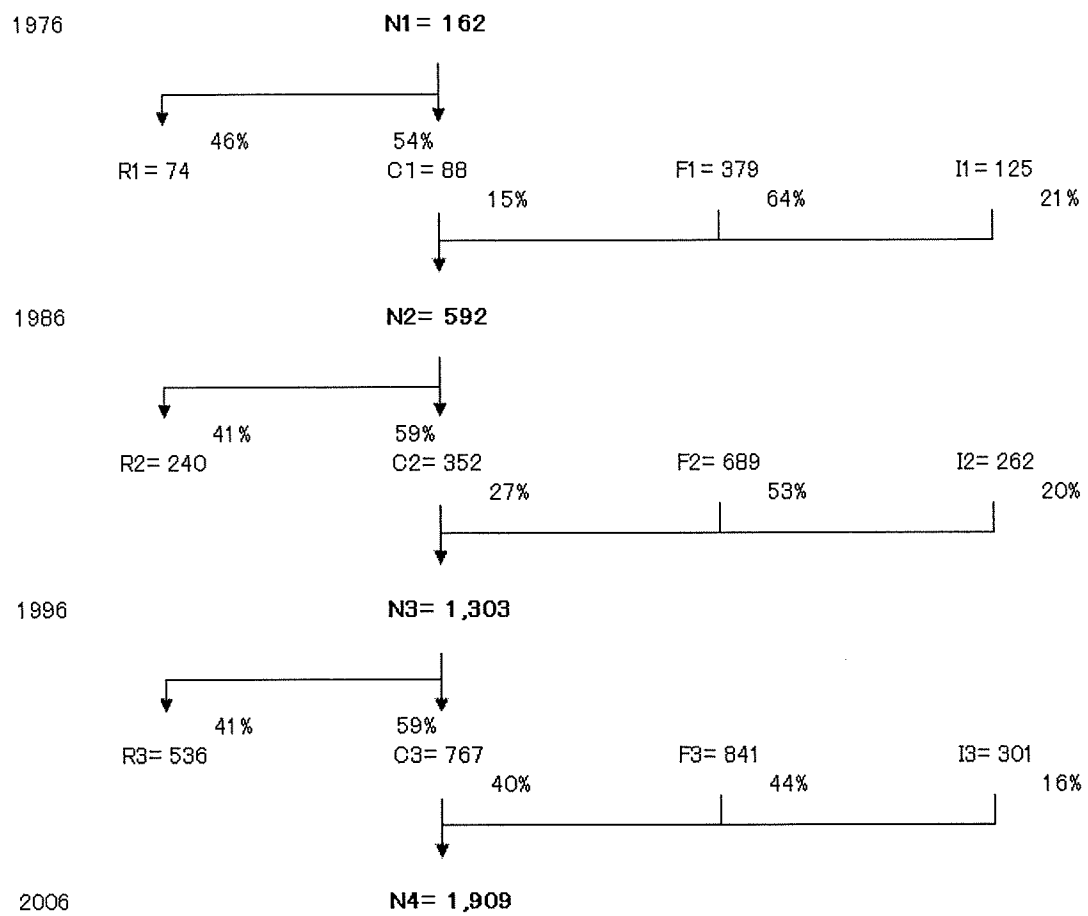 1976 N1= 162
46% 54%
R1= 74 C1= 88 F1= 379 I1= 125
15% 64% 21%
1986 N2= 592
41% 59%
R2= 240 C2= 352 F2= 689 I2= 262
27% 53% 20%
1996 N3= 1,303
41% 59%
R3= 536 C3= 767 F3= 841 I3= 301
40% 44% 16%
2006 N4= 1,909